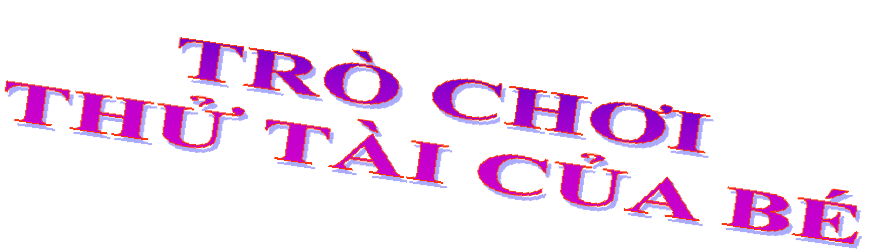 TRÒ CHƠI
THỬ TÀI CỦA BÉ